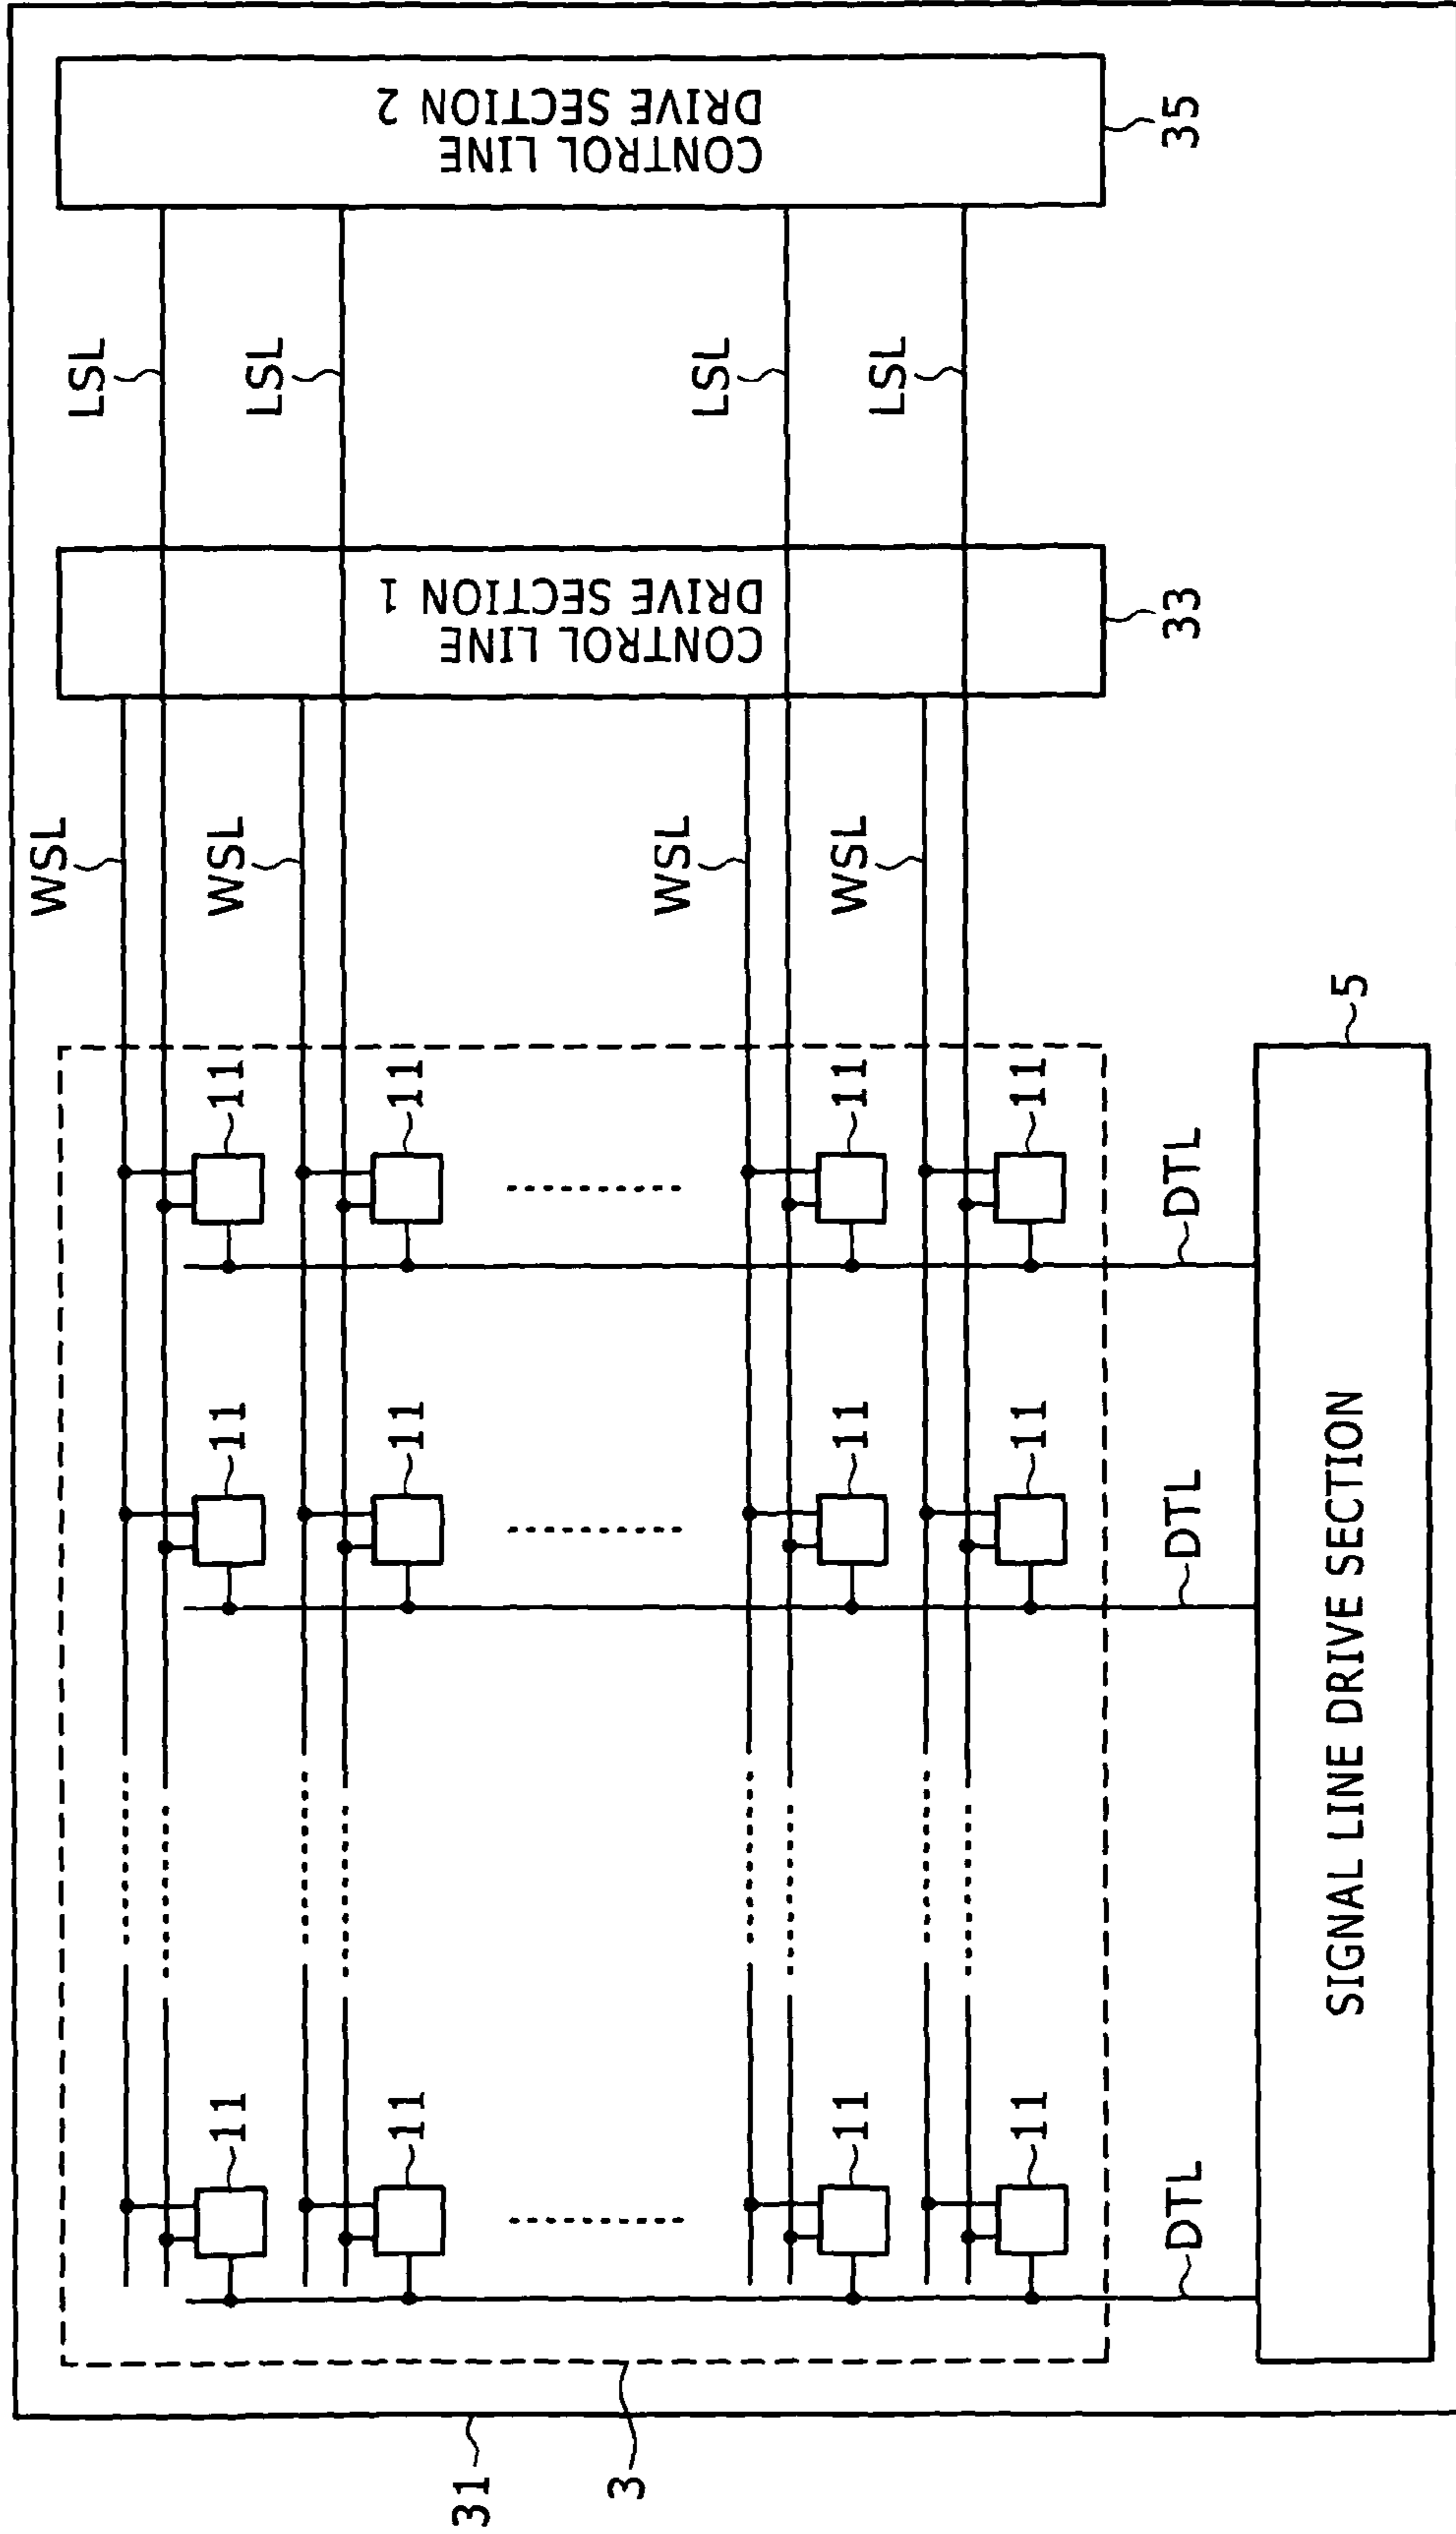 CONTROL LINE
DRIVE SECTION 2
35
LSL
LSL
LSL
LSL
CONTROL LINE
DRIVE SECTION 1
33
WSL
WSL
WSL
WSL
5
11
11
11
11
DTL
11
11
11
11
DTL
SIGNAL LINE DRIVE SECTION
11
11
11
11
DTL
31
3